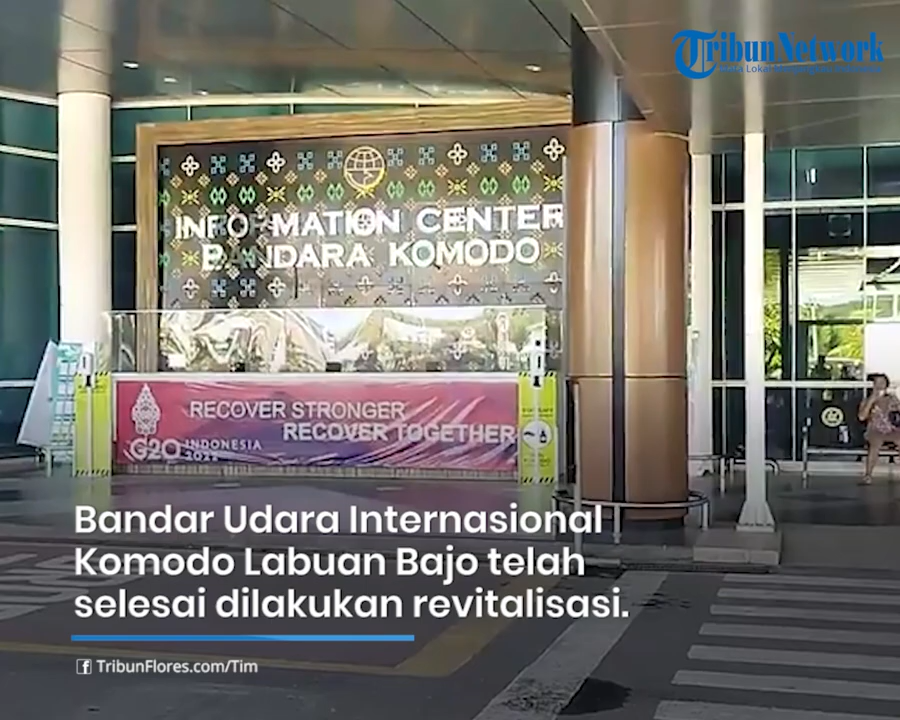 TribunNetwork
INFORMATION CENTER
BANDARA KOMODO
RECOVER STRONGER
RECOVER TOGETHER
G20 INDONESIA
2022
Bandar Udara Internasional
Komodo Labuan Bajo telah
selesai dilakukan revitalisasi.
TribunFlores.com/Tim